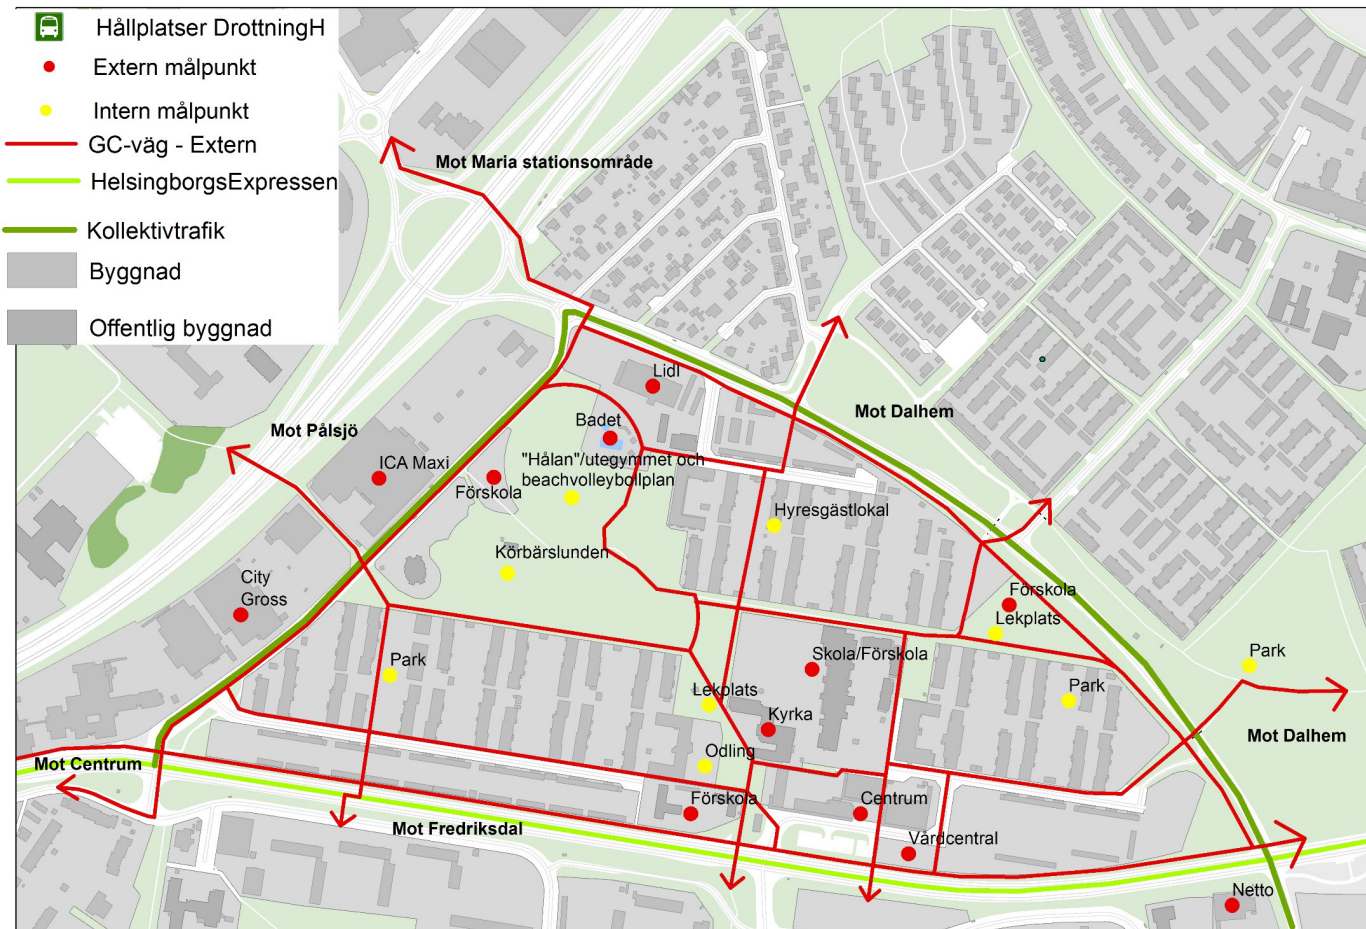 Hållplatser DrottningH
Extern målpunkt
Intern målpunkt
GC-väg - Extern
HelsingborgsExpressen
Kollektivtrafik
Byggnad
Offentlig byggnad
Mot Maria stationsområde
Lidl
Mot Dalhem
Badet
Mot Pålsjö
ICA Maxi
"Hålan"/utegymmet och
beachvolleybollplan
Förskola
Hyresgästlokal
Körbärslunden
City
Gross
Förskola
Lekplats
Park
Skola/Förskola
Park
Park
Lekplats
Kyrka
Mot Dalhem
Odling
Mot Centrum
Förskola
Centrum
Mot Fredriksdal
Vårdcentral
Netto